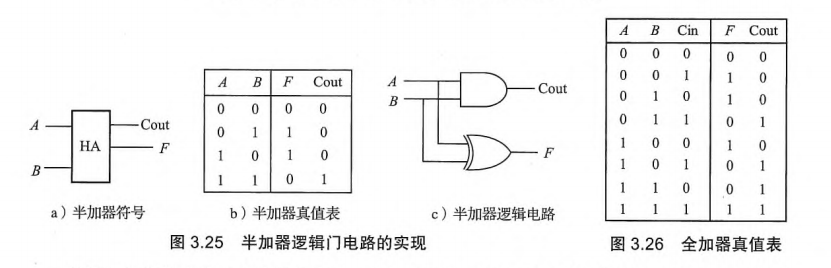 A
B
HA
Cout
F
a）半加器符号
A B F Cout
0 0 0 0
0 1 1 0
1 0 1 0
1 1 0 1
b）半加器真值表
A
B
Cout
F
c）半加器逻辑电路
图 3.25 半加器逻辑门电路的实现
A B Cin F Cout
0 0 0 0 0
0 0 1 1 0
0 1 0 1 0
0 1 1 0 1
1 0 0 1 0
1 0 1 0 1
1 1 0 0 1
1 1 1 1 1
图 3.26 全加器真值表